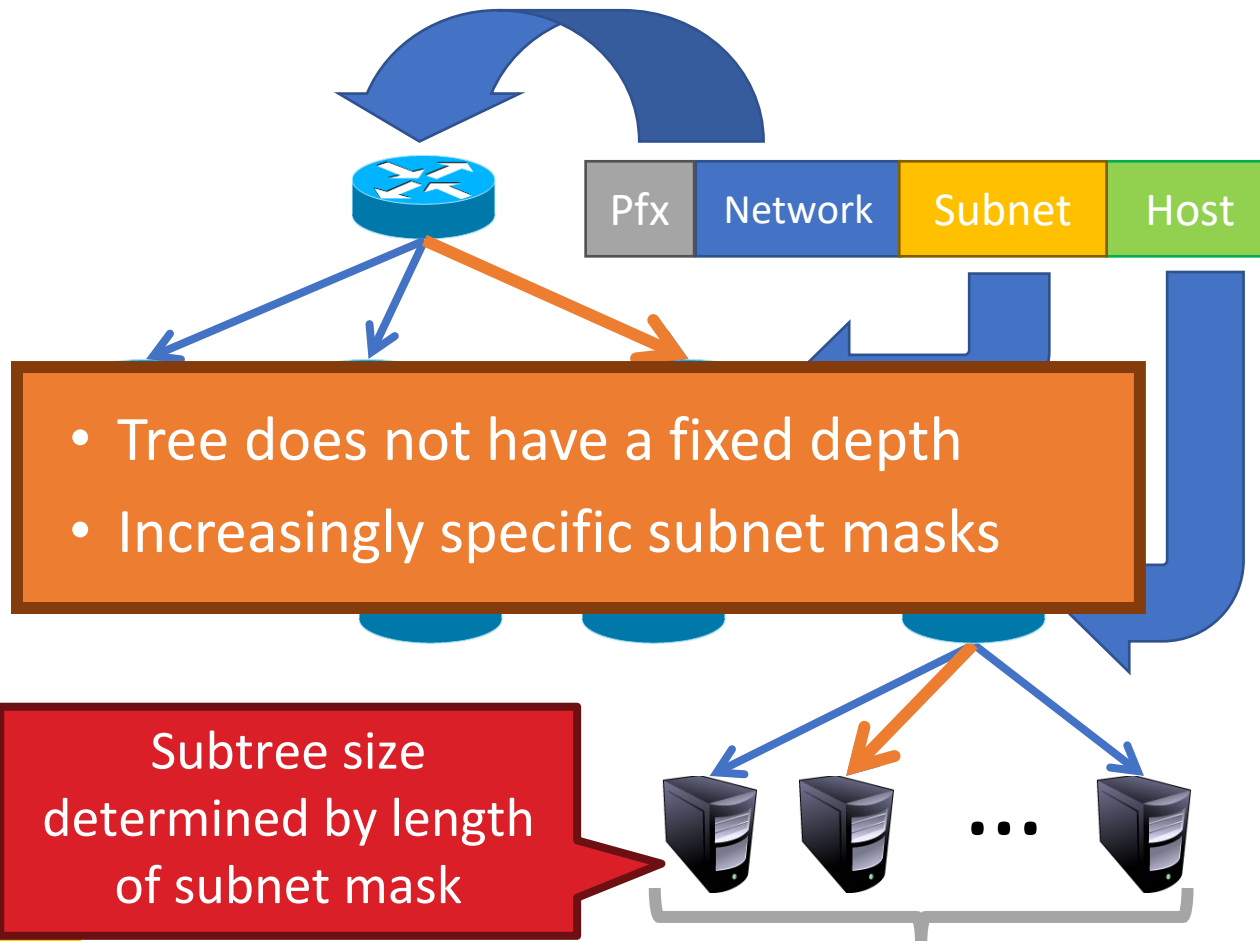 Pfx Network Subnet Host
• Tree does not have a fixed depth
• Increasingly specific subnet masks
Subtree size
determined by length
of subnet mask
...